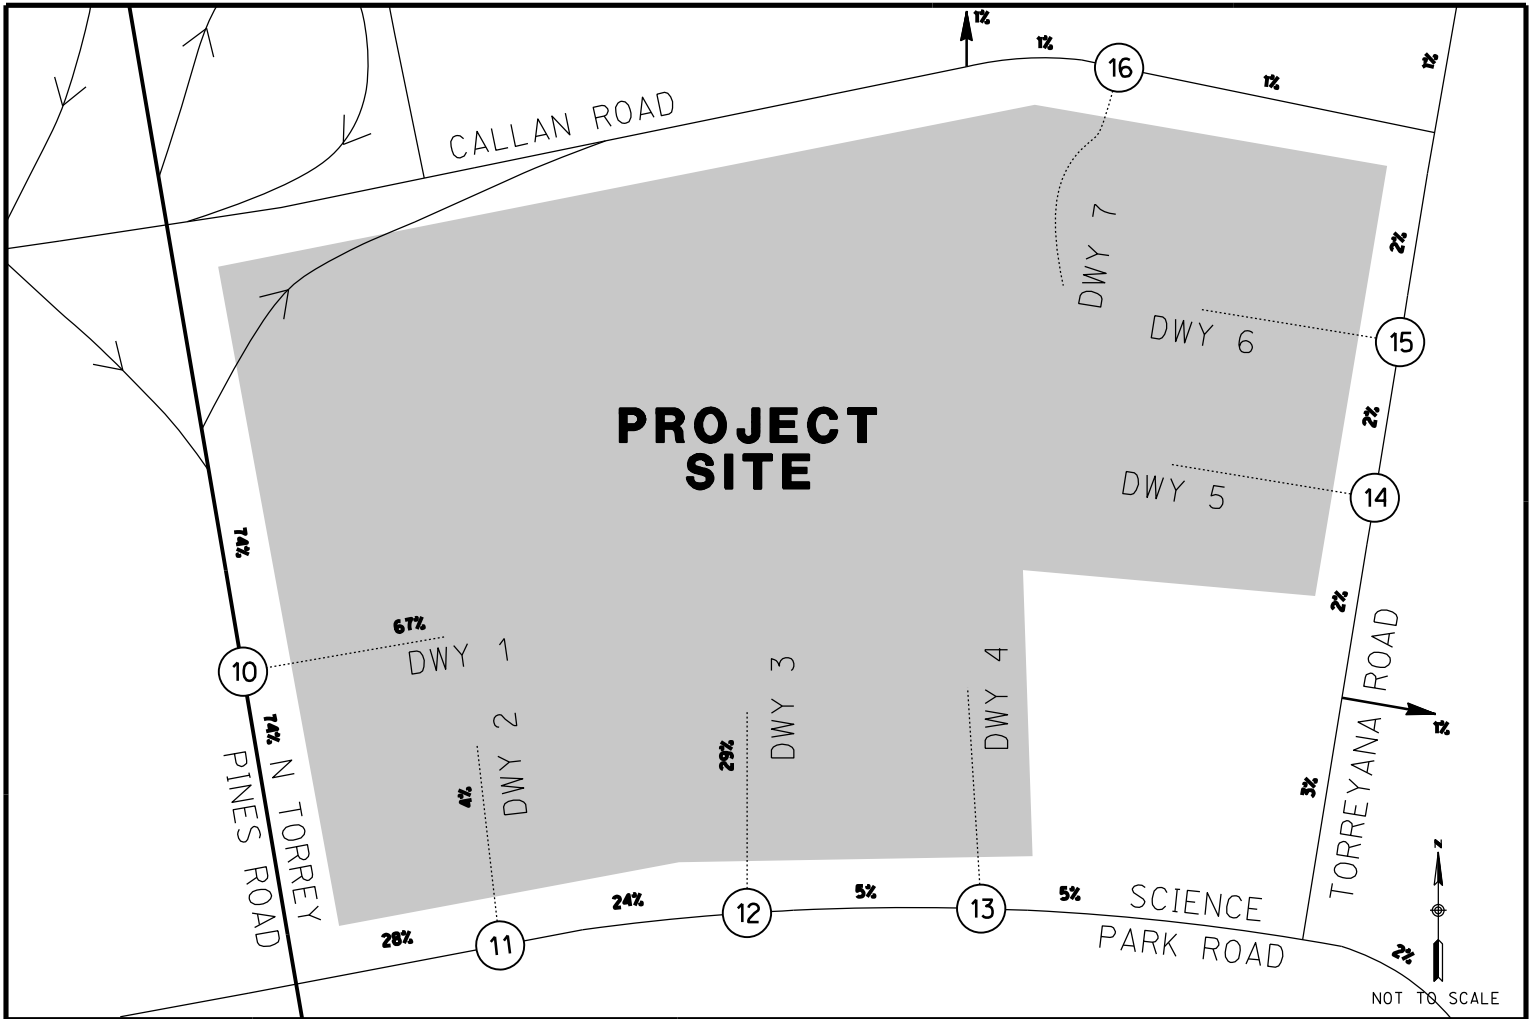 1%
1%
16
1%
1%
CALLAN ROAD
DWY 7
2%
DWY 6
15
PROJECT
SITE
2%
DWY 5
14
74%
2%
67%
10
DWY 1
74%
N TORREY
PINES ROAD
DWY 2
4%
29%
DWY 3
DWY 4
1%
3%
TORREYANA ROAD
28%
11
24%
12
5%
13
5%
SCIENCE
PARK ROAD
2%
Z
NOT TO SCALE